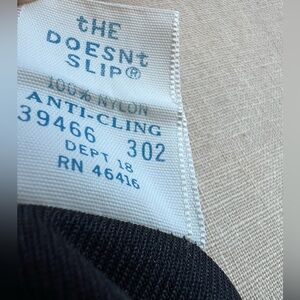 tHE
DOESNt
SLIP®
100% NYLON
ANTI-CLING
39466 302
DEPT 18
RN 46416